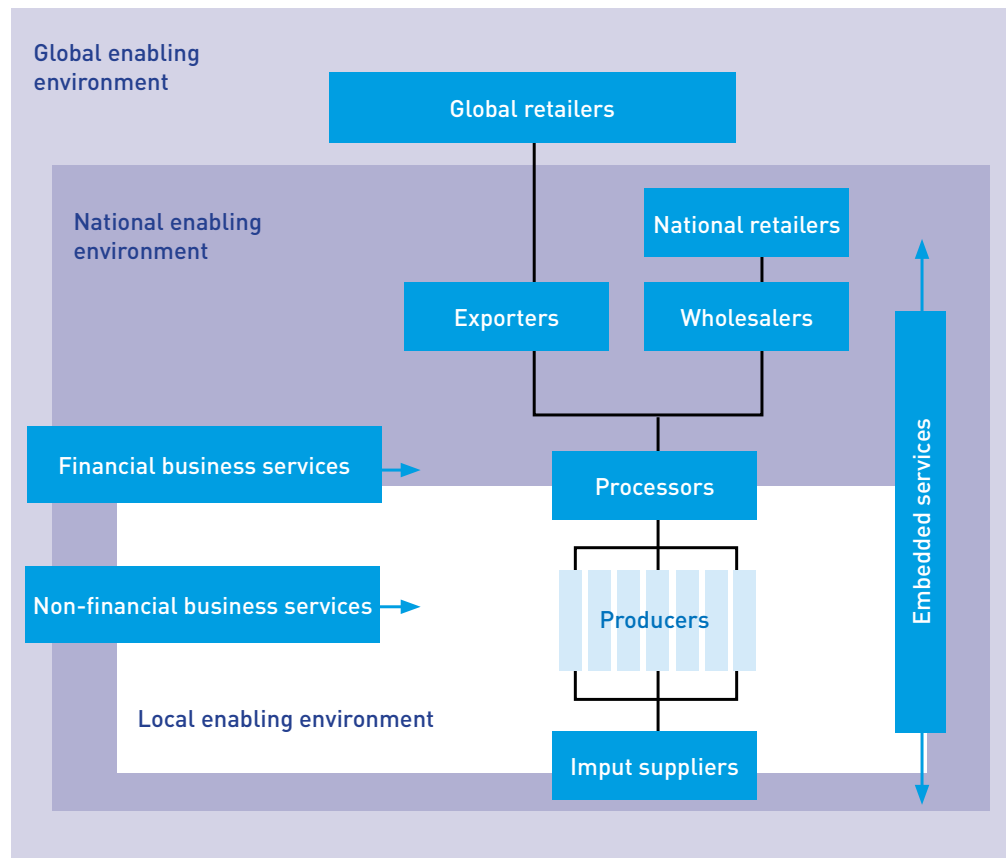 Global enabling
environment
Global retailers
National enabling
environment
National retailers
Exporters
Wholesalers
Financial business services
Processors
Embedded services
Non-financial business services
Producers
Local enabling environment
Imput suppliers